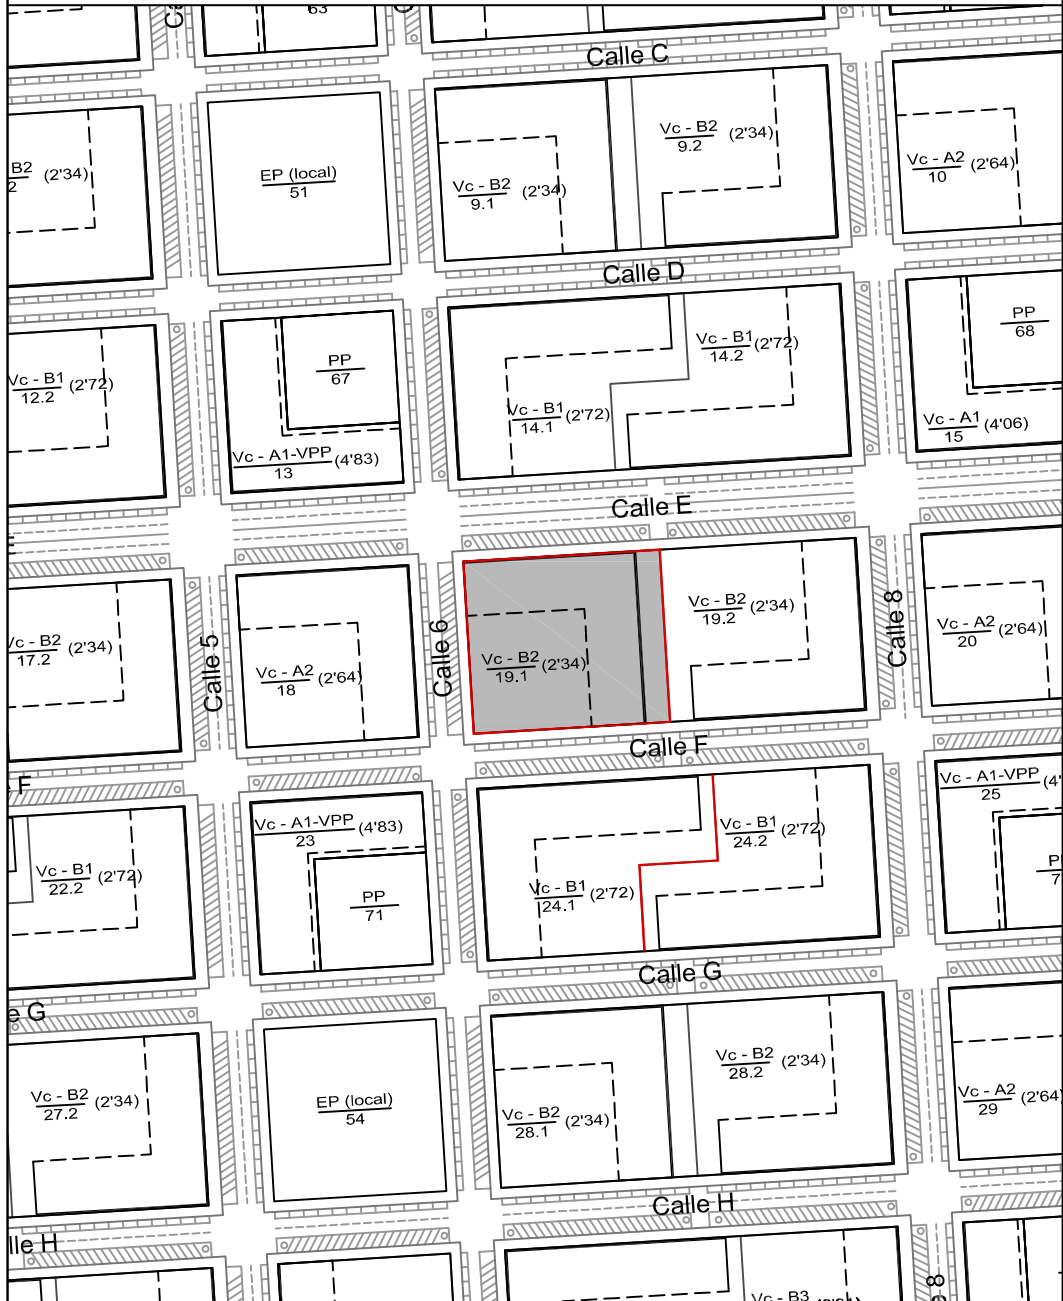 63
Calle C
B2 (2'34)
2
EP (local)
51
Vc - B2 (2'34)
9.1
Vc - B2 (2'34)
9.2
Vc - A2 (2'64)
10
Calle D
Vc - B1 (2'72)
12.2
PP
67
Vc - A1-VPP (4'83)
13
Vc - B1 (2'72)
14.1
Vc - B1 (2'72)
14.2
PP
68
Vc - A1 (4'06)
15
Calle E
Vc - B2 (2'34)
17.2
Calle 5
Vc - A2 (2'64)
18
Calle 6
Vc - B2 (2'34)
19.1
Vc - B2 (2'34)
19.2
Calle 8
Vc - A2 (2'64)
20
Calle F
F
Vc - B1 (2'72)
22.2
Vc - A1-VPP (4'83)
23
PP
71
Vc - B1 (2'72)
24.1
Vc - B1 (2'72)
24.2
Vc - A1-VPP (4'
25
P
7
Calle G
e G
Vc - B2 (2'34)
27.2
EP (local)
54
Vc - B2 (2'34)
28.1
Vc - B2 (2'34)
28.2
Vc - A2 (2'64)
29
Calle H
lle H
Vc - B3
8